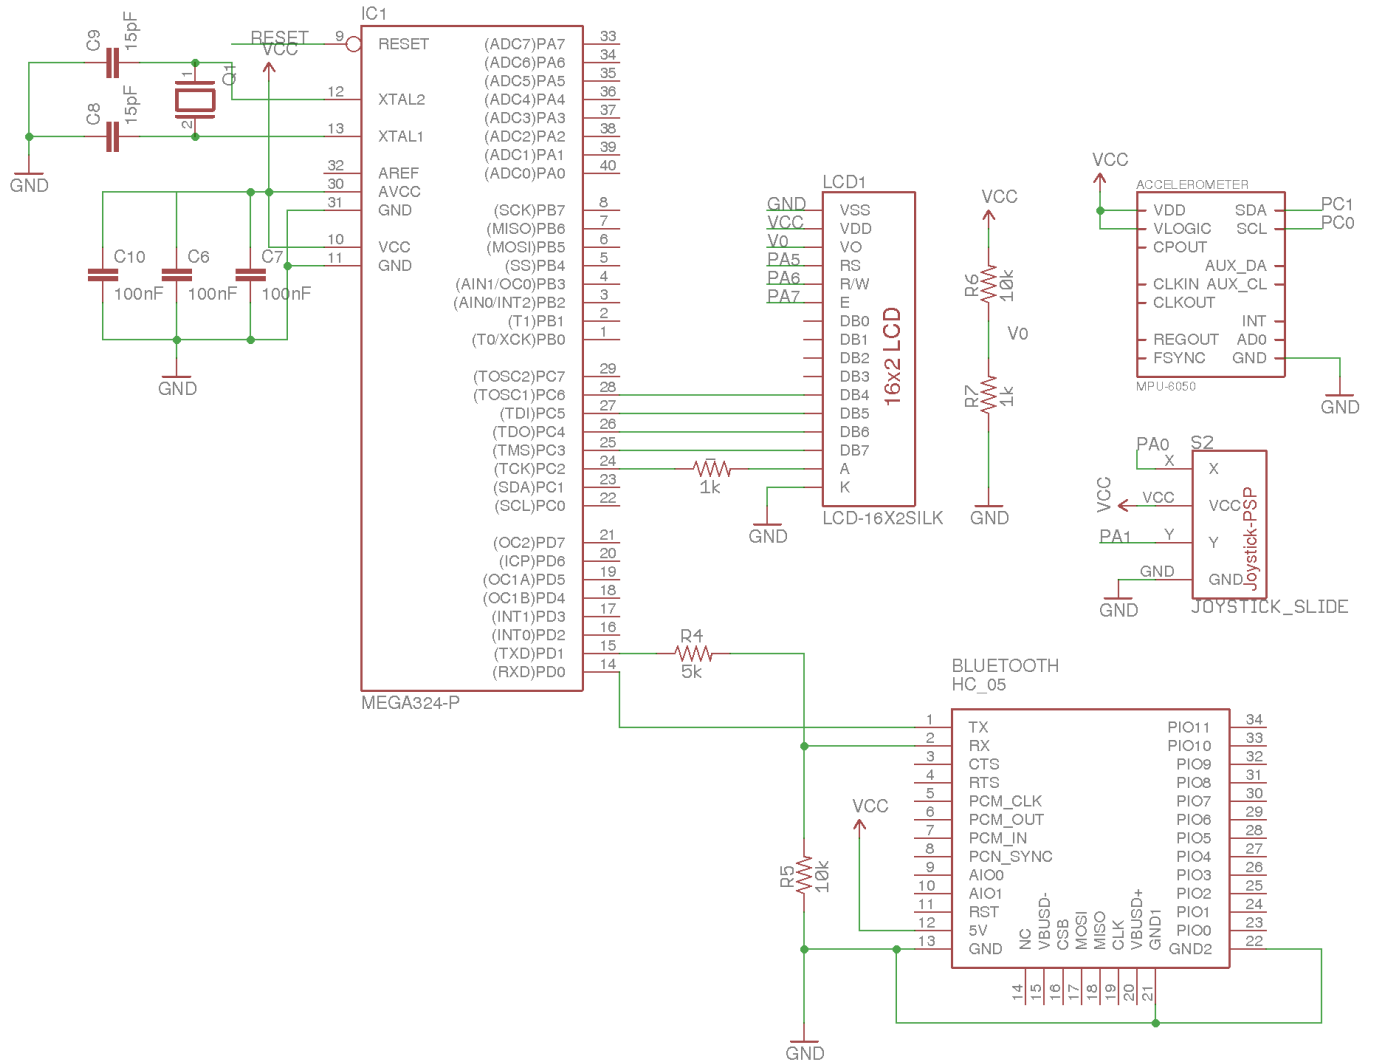 IC1
C9
15pF
C8
15pF
1
Q1
2
RESET
VCC
GND
9
12
13
32
30
31
10
11
RESET
XTAL2
XTAL1
AREF
AVCC
GND
VCC
GND
C10
100nF
C6
100nF
C7
100nF
GND
(ADC7)PA7 33
(ADC6)PA6 34
(ADC5)PA5 35
(ADC4)PA4 36
(ADC3)PA3 37
(ADC2)PA2 38
(ADC1)PA1 39
(ADC0)PA0 40
(SCK)PB7 8
(MISO)PB6 7
(MOSI)PB5 6
(SS)PB4 5
(AIN1/OC0)PB3 4
(AIN0/INT2)PB2 3
(T1)PB1 2
(T0/XCK)PB0 1
(TOSC2)PC7 29
(TOSC1)PC6 28
(TDI)PC5 27
(TDO)PC4 26
(TMS)PC3 25
(TCK)PC2 24
(SDA)PC1 23
(SCL)PC0 22
(OC2)PD7 21
(ICP)PD6 20
(OC1A)PD5 19
(OC1B)PD4 18
(INT1)PD3 17
(INT0)PD2 16
(TXD)PD1 15
(RXD)PD0 14
MEGA324-P
1k
LCD1
GND VSS
VCC VDD
V0 VO
PA5 RS
PA6 R/W
PA7 E
DB0
DB1
DB2
DB3
DB4
DB5
DB6
DB7
A
K
16x2 LCD
LCD-16X2SILK
GND
VCC
R6
10k
V0
R7
1k
GND
VCC
ACCELEROMETER
VDD
VLOGIC
CPOUT
CLKIN
CLKOUT
REGOUT
FSYNC
SDA PC1
SCL PC0
AUX_DA
AUX_CL
INT
AD0
GND
MPU-6050
GND
S2
PA0 X X
VCC VCC VCC
PA1 Y Y
GND GND
GND
Joystick-PSP
JOYSTICK_SLIDE
R4
5k
R5
10k
VCC
GND
BLUETOOTH
HC_05
1 TX
2 RX
3 CTS
4 RTS
5 PCM_CLK
6 PCM_OUT
7 PCM_IN
8 PCN_SYNC
9 AIO0
10 AIO1
11 RST
12 5V
13 GND
NC 14
VBUSD- 15
CSB 16
MOSI 17
MISO 18
CLK 19
VBUSD+ 20
GND1 21
PIO11 34
PIO10 33
PIO9 32
PIO8 31
PIO7 30
PIO6 29
PIO5 28
PIO4 27
PIO3 26
PIO2 25
PIO1 24
PIO0 23
GND2 22